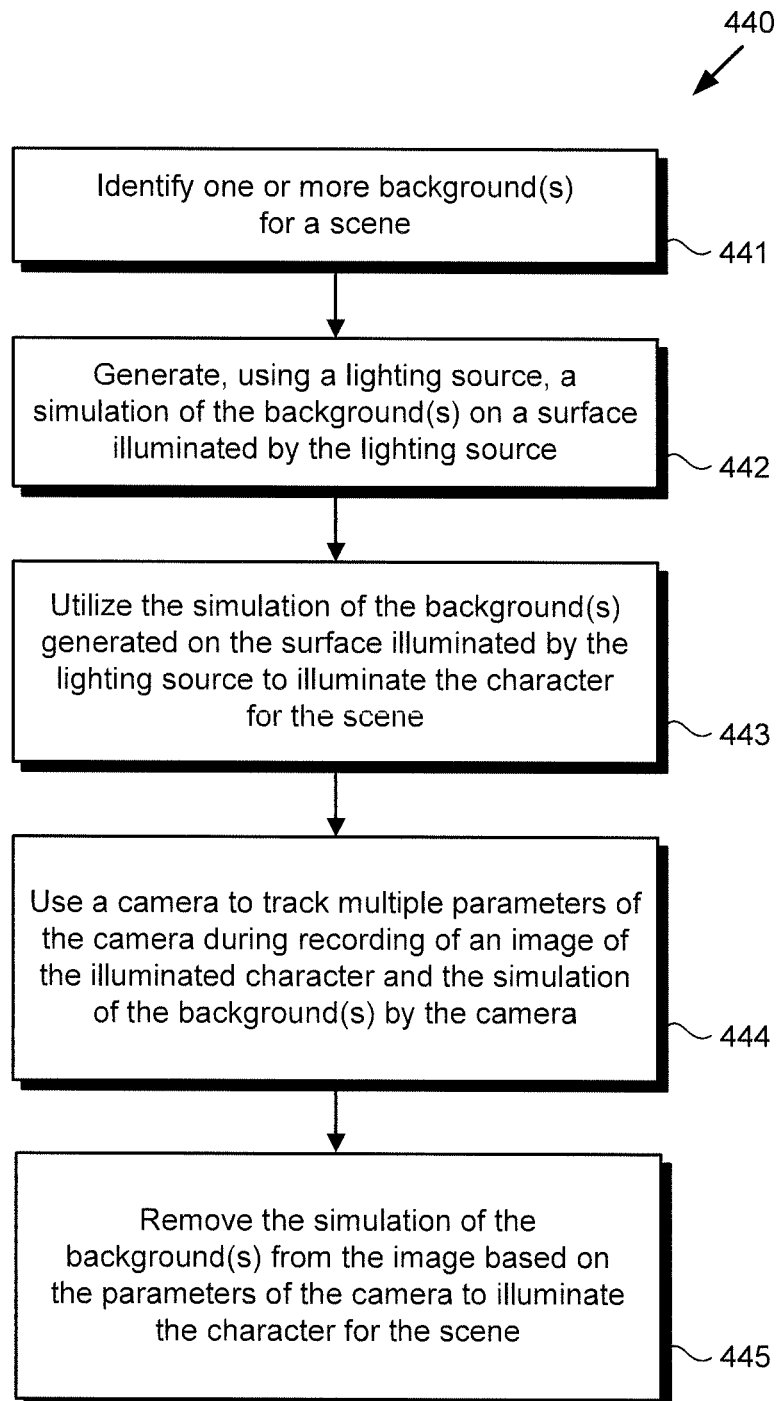 440
Identify one or more background(s)
for a scene
441
Generate, using a lighting source, a
simulation of the background(s) on a surface
illuminated by the lighting source
442
Utilize the simulation of the background(s)
generated on the surface illuminated by the
lighting source to illuminate the character
for the scene
443
Use a camera to track multiple parameters of
the camera during recording of an image of
the illuminated character and the simulation
of the background(s) by the camera
444
Remove the simulation of the
background(s) from the image based on
the parameters of the camera to illuminate
the character for the scene
445